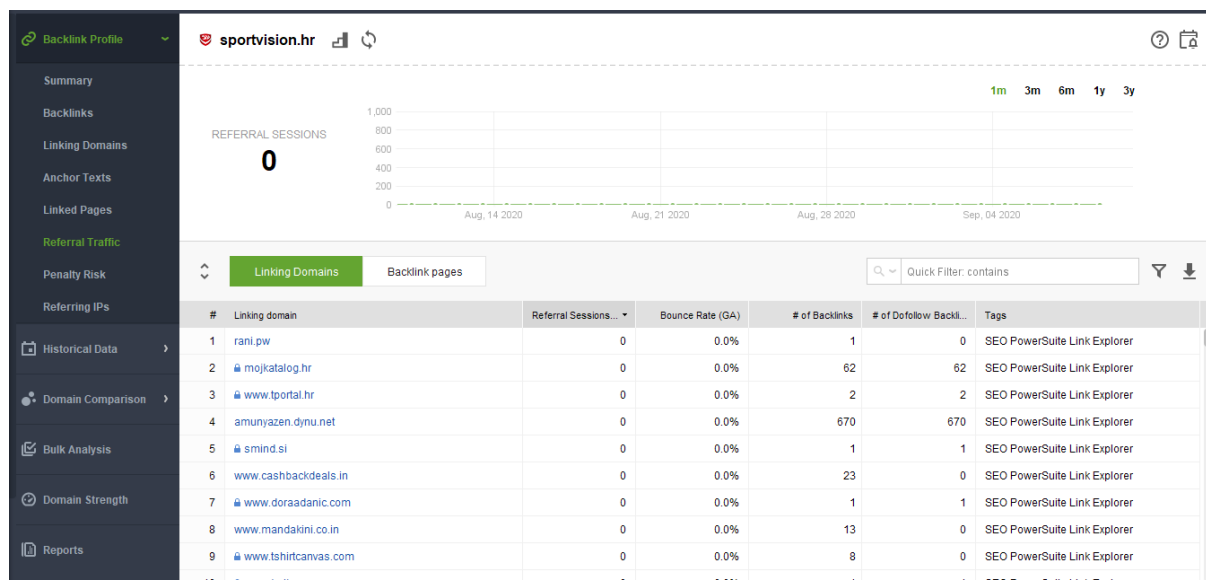 Backlink Profile
sportvision.hr
Summary
Backlinks
Linking Domains
Anchor Texts
Linked Pages
Referral Traffic
Penalty Risk
Referring IPs
Historical Data
Domain Comparison
Bulk Analysis
Domain Strength
Reports
1m 3m 6m 1y 3y
REFERRAL SESSIONS
0
1,000
800
600
400
200
0
Aug, 14 2020 Aug, 21 2020 Aug, 28 2020 Sep, 04 2020
Linking Domains Backlink pages Quick Filter: contains
# Linking domain Referral Sessions... Bounce Rate (GA) # of Backlinks # of Dofollow Backli... Tags
1 rani.pw 0 0.0% 1 0 SEO PowerSuite Link Explorer
2 mojkatalog.hr 0 0.0% 62 62 SEO PowerSuite Link Explorer
3 www.tportal.hr 0 0.0% 2 2 SEO PowerSuite Link Explorer
4 amunyazen.dynu.net 0 0.0% 670 670 SEO PowerSuite Link Explorer
5 smind.si 0 0.0% 1 1 SEO PowerSuite Link Explorer
6 www.cashbackdeals.in 0 0.0% 23 0 SEO PowerSuite Link Explorer
7 www.doraadanic.com 0 0.0% 1 1 SEO PowerSuite Link Explorer
8 www.mandakini.co.in 0 0.0% 13 0 SEO PowerSuite Link Explorer
9 www.tshirtcanvas.com 0 0.0% 8 0 SEO PowerSuite Link Explorer